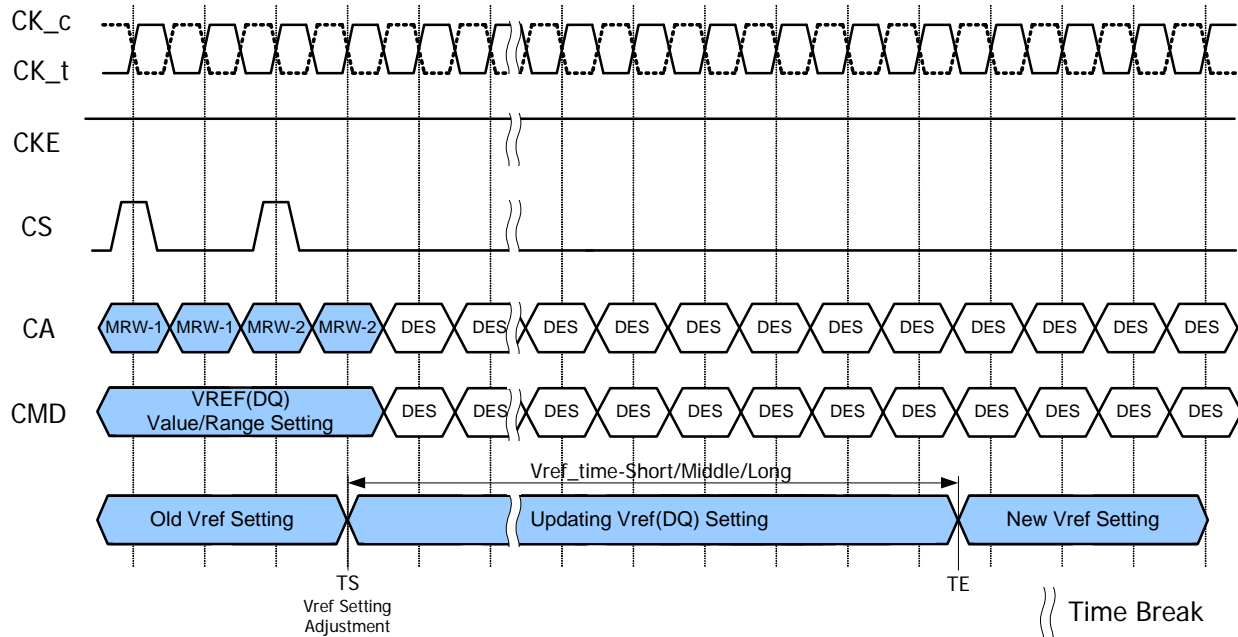 CK_c
CK_t
CKE
CS
CA
MRW-1 MRW-1 MRW-2 MRW-2 DES DES DES DES DES DES DES DES DES DES DES DES
CMD
VREF(DQ)
Value/Range Setting
DES DES DES DES DES DES DES DES DES DES DES DES
Vref_time-Short/Middle/Long
Old Vref Setting
Updating Vref(DQ) Setting
New Vref Setting
TS
Vref Setting
Adjustment
TE
Time Break